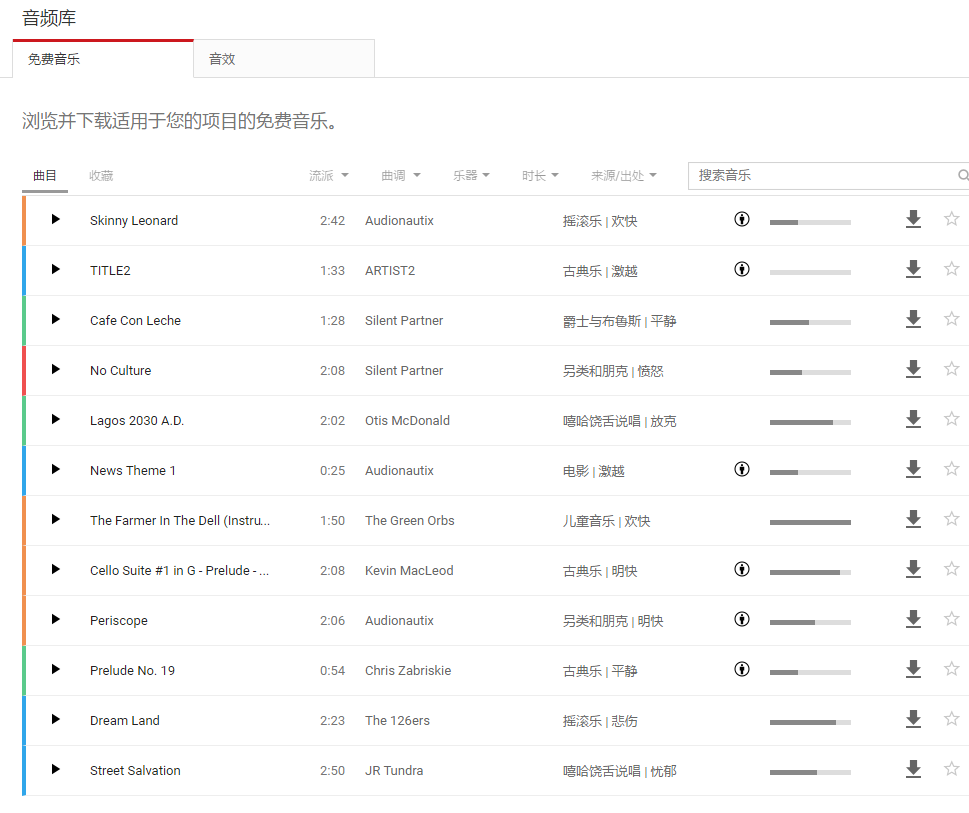 音频库
免费音乐 音效
浏览并下载适用于您的项目的免费音乐。
曲目 收藏 流派 曲调 乐器 时长 来源/出处 搜索音乐
Skinny Leonard 2:42 Audionautix 摇滚乐 | 欢快
TITLE2 1:33 ARTIST2 古典乐 | 激越
Cafe Con Leche 1:28 Silent Partner 爵士与布鲁斯 | 平静
No Culture 2:08 Silent Partner 另类和朋克 | 愤怒
Lagos 2030 A.D. 2:02 Otis McDonald 嘻哈饶舌说唱 | 放克
News Theme 1 0:25 Audionautix 电影 | 激越
The Farmer In The Dell (Instru... 1:50 The Green Orbs 儿童音乐 | 欢快
Cello Suite #1 in G - Prelude - ... 2:08 Kevin MacLeod 古典乐 | 明快
Periscope 2:06 Audionautix 另类和朋克 | 明快
Prelude No. 19 0:54 Chris Zabriskie 古典乐 | 平静
Dream Land 2:23 The 126ers 摇滚乐 | 悲伤
Street Salvation 2:50 JR Tundra 嘻哈饶舌说唱 | 忧郁